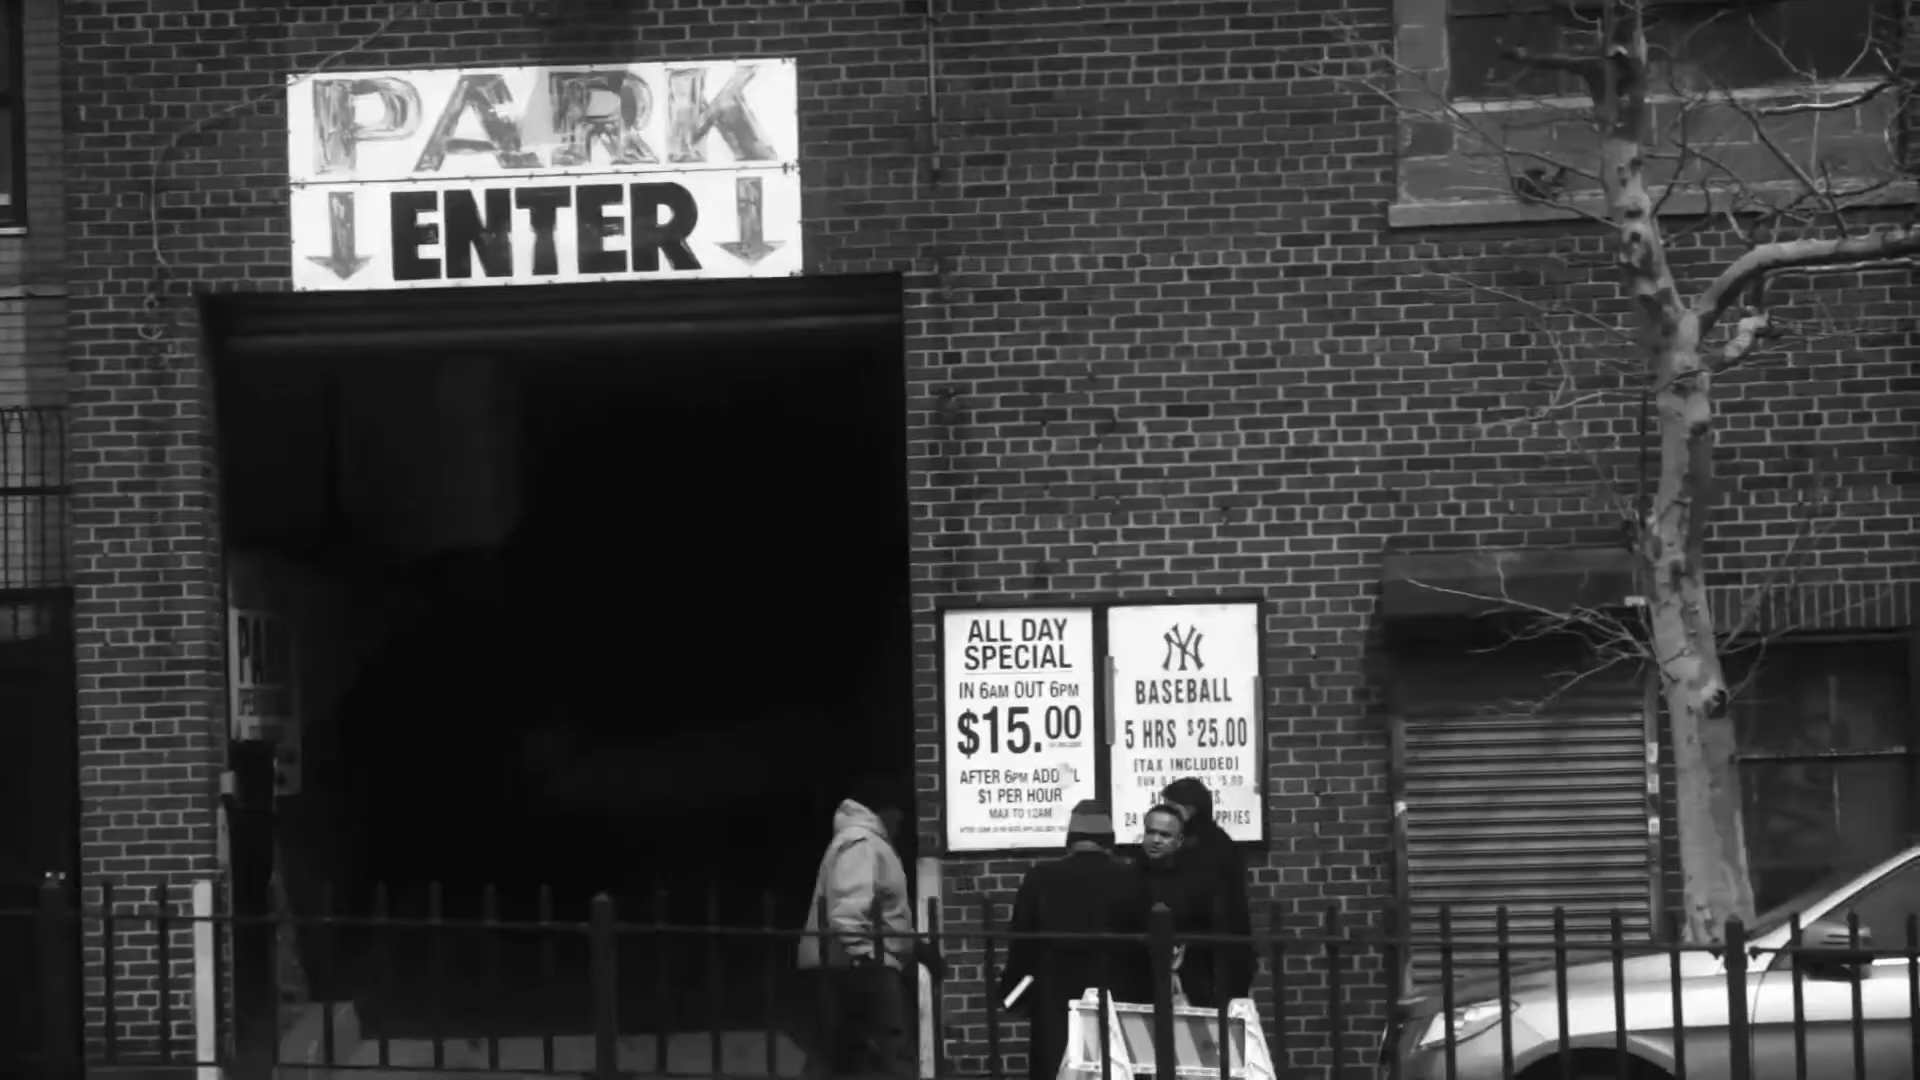 PARK
ENTER
ALL DAY
SPECIAL
IN 6AM OUT 6PM
$15.00
AFTER 6PM ADD'L
$1 PER HOUR
MAX TO 12AM
NY
BASEBALL
5 HRS $25.00
(TAX INCLUDED)
24